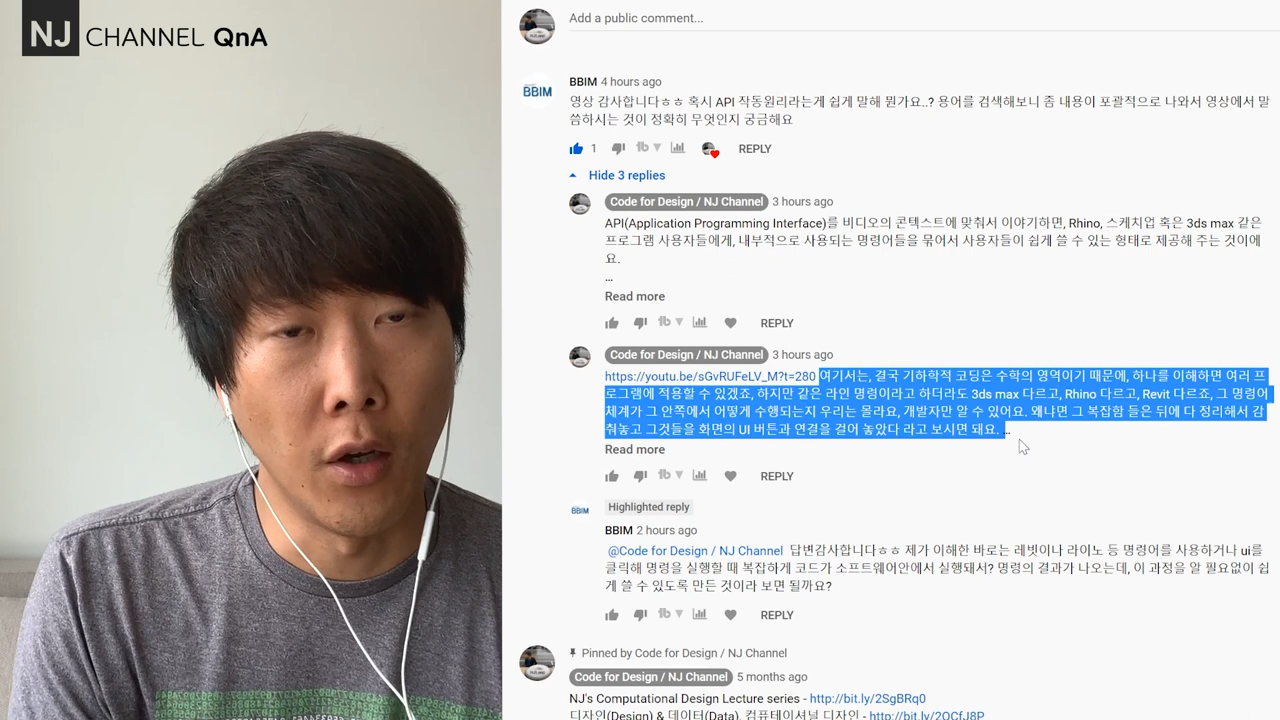 NJ CHANNEL QnA
Add a public comment...
BBIM 4 hours ago
영상 감사합니다ㅎㅎ 혹시 API 작동원리라는게 쉽게 말해 뭔가요..? 용어를 검색해보니 좀 내용이 포괄적으로 나와서 영상에서 말
씀하시는 것이 정확히 무엇인지 궁금해요
1
REPLY
Hide 3 replies
Code for Design / NJ Channel 3 hours ago
API(Application Programming Interface)를 비디오의 콘텍스트에 맞춰서 이야기하면, Rhino, 스케치업 혹은 3ds max 같은
프로그램 사용자들에게, 내부적으로 사용되는 명령어들을 묶어서 사용자들이 쉽게 쓸 수 있는 형태로 제공해 주는 것이에
요.
...
Read more
REPLY
Code for Design / NJ Channel 3 hours ago
https://youtu.be/sGvRUFeLV_M?t=280 여기서는, 결국 기하학적 코딩은 수학의 영역이기 때문에, 하나를 이해하면 여러 프
로그램에 적용할 수 있겠죠, 하지만 같은 라인 명령이라고 하더라도 3ds max 다르고, Rhino 다르고, Revit 다르죠, 그 명령어
체계가 그 안쪽에서 어떻게 수행되는지 우리는 몰라요, 개발자만 알 수 있어요. 왜냐면 그 복잡함 들은 뒤에 다 정리해서 감
춰놓고 그것들을 화면의 UI 버튼과 연결을 걸어 놓았다 라고 보시면 돼요. ...
Read more
REPLY
Highlighted reply
BBIM
BBIM 2 hours ago
@Code for Design / NJ Channel 답변감사합니다ㅎㅎ 제가 이해한 바로는 레빗이나 라이노 등 명령어를 사용하거나 ui를
클릭해 명령을 실행할 때 복잡하게 코드가 소프트웨어안에서 실행돼서? 명령의 결과가 나오는데, 이 과정을 알 필요없이 쉽
게 쓸 수 있도록 만든 것이라 보면 될까요?
REPLY
Pinned by Code for Design / NJ Channel
Code for Design / NJ Channel 5 months ago
NJ's Computational Design Lecture series - http://bit.ly/2SgBRq0
디자인(Design) & 데이터(Data), 컴퓨테이셔널 디자인 - http://bit.ly/2OCfJ8P